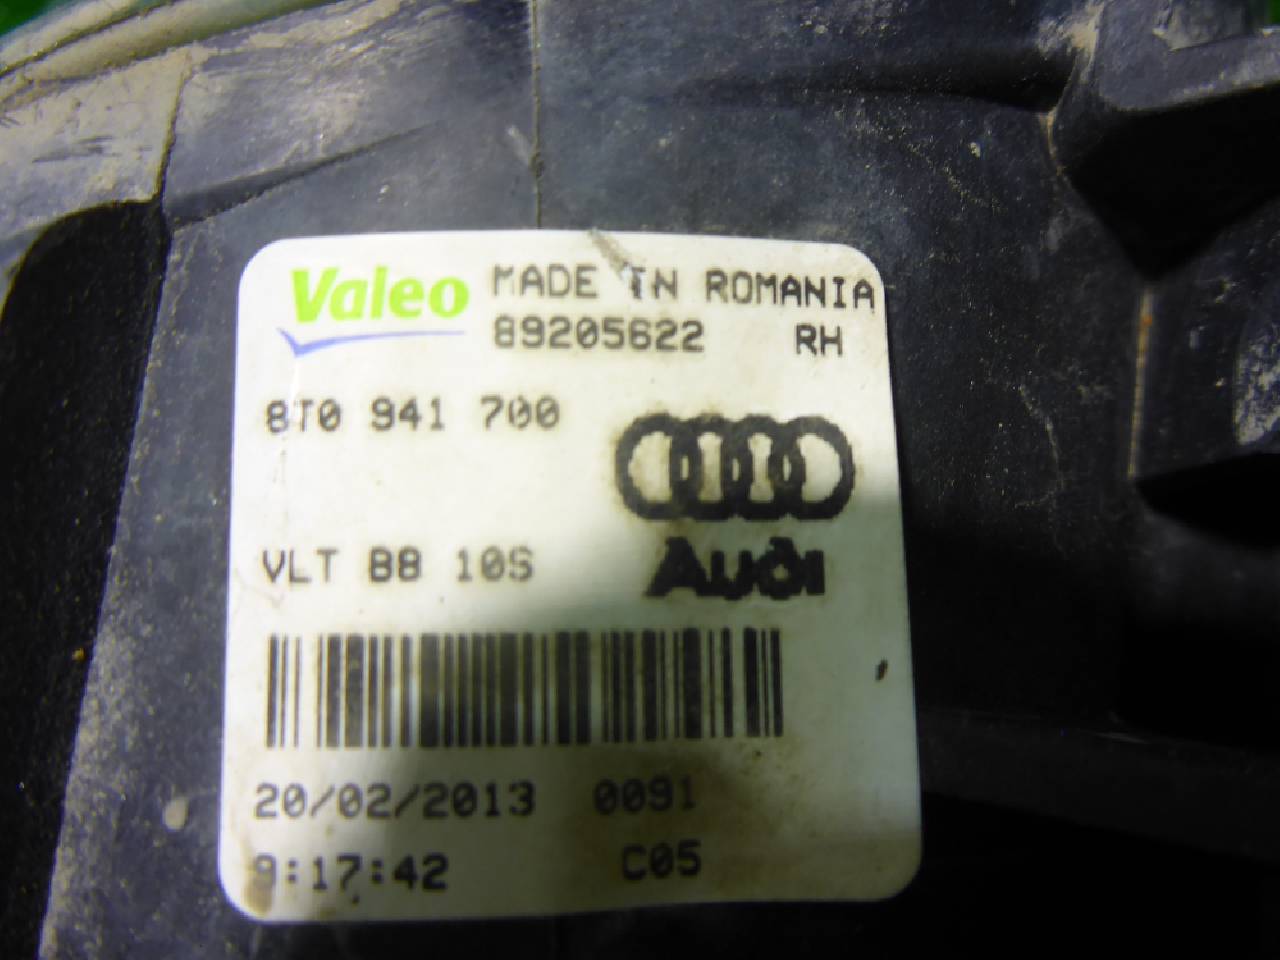 Valeo MADE IN ROMANIA
89205622 RH
8T0 941 700
VLT B8 10S
Audi
20/02/2013 0091
9:17:42 C05